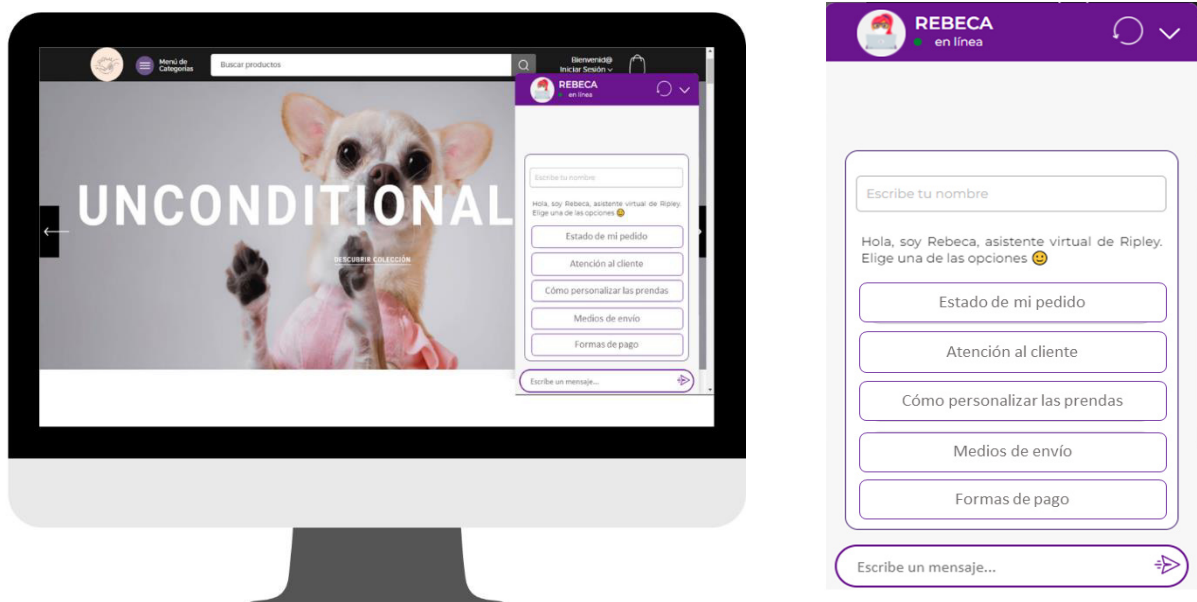 Menú de
Categorías
Buscar productos
Bienvenid@
Iniciar Sesión
REBECA
en línea
UNCONDITIONAL
DESCUBRIR COLECCIÓN
Escribe tu nombre
Hola, soy Rebeca, asistente virtual de Ripley.
Elige una de las opciones 🙂
Estado de mi pedido
Atención al cliente
Cómo personalizar las prendas
Medios de envío
Formas de pago
Escribe un mensaje...
REBECA
en línea
Escribe tu nombre
Hola, soy Rebeca, asistente virtual de Ripley.
Elige una de las opciones 🙂
Estado de mi pedido
Atención al cliente
Cómo personalizar las prendas
Medios de envío
Formas de pago
Escribe un mensaje...